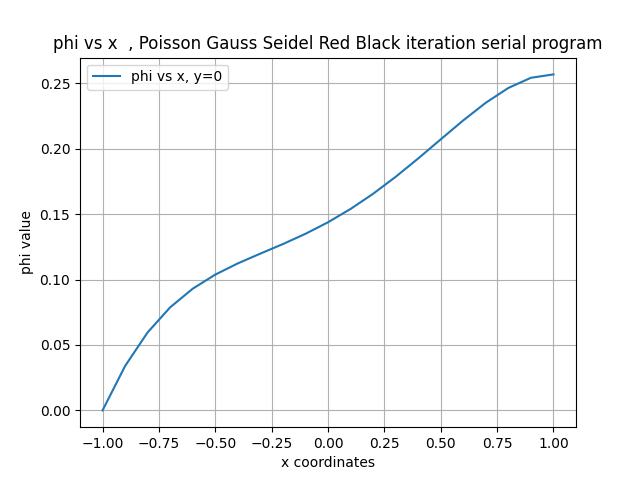 phi vs x  , Poisson Gauss Seidel Red Black iteration serial program
phi vs x, y=0
0.25
0.20
0.15
0.10
0.05
0.00
phi value
−1.00 −0.75 −0.50 −0.25 0.00 0.25 0.50 0.75 1.00
x coordinates